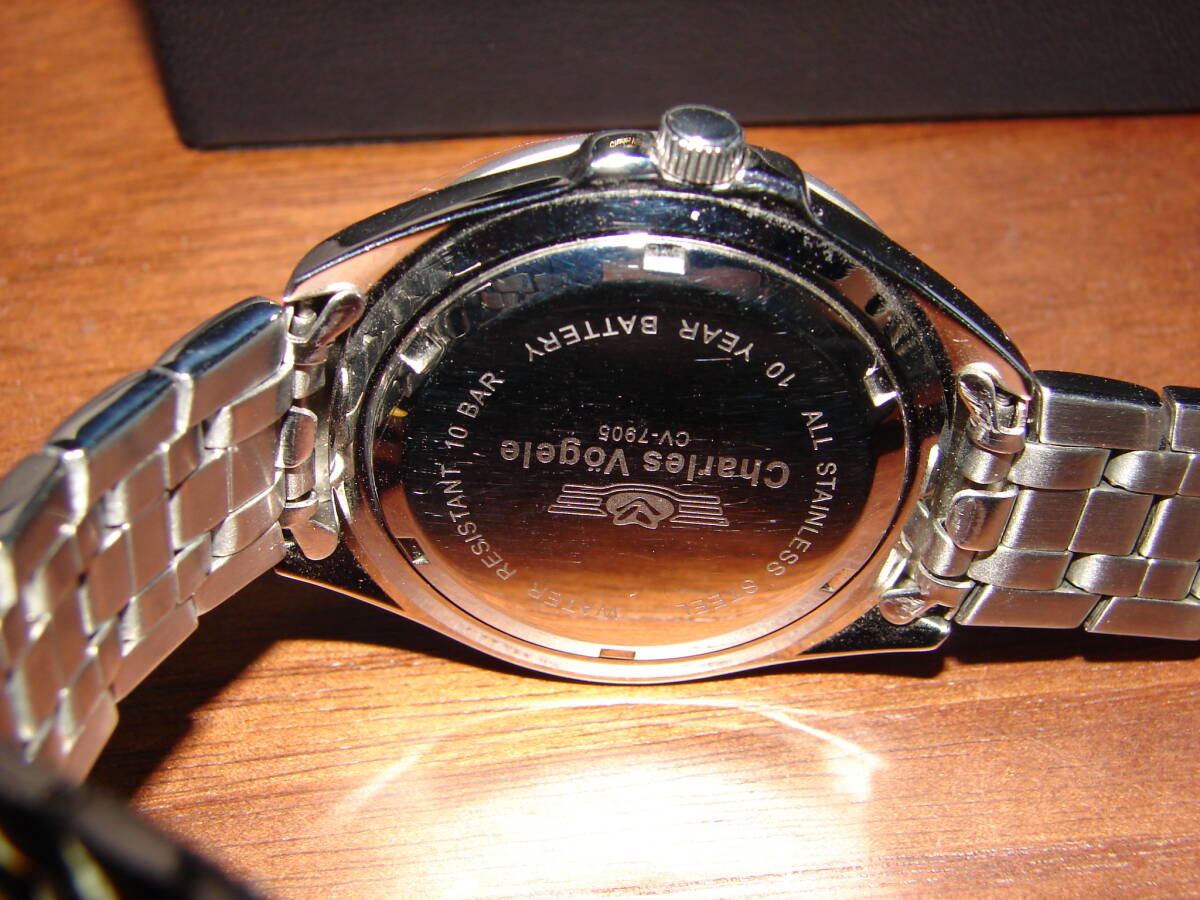 Charles Vögele
CV-7905
10 YEAR BATTERY
WATER RESISTANT 10 BAR
ALL STAINLESS STEEL